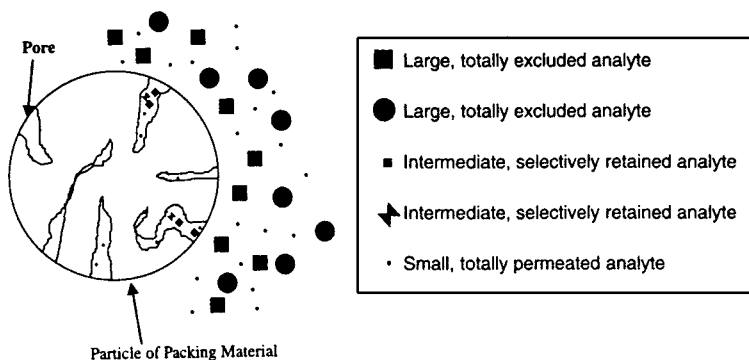 Pore
Large, totally excluded analyte
Large, totally excluded analyte
Intermediate, selectively retained analyte
Intermediate, selectively retained analyte
Small, totally permeated analyte
Particle of Packing Material